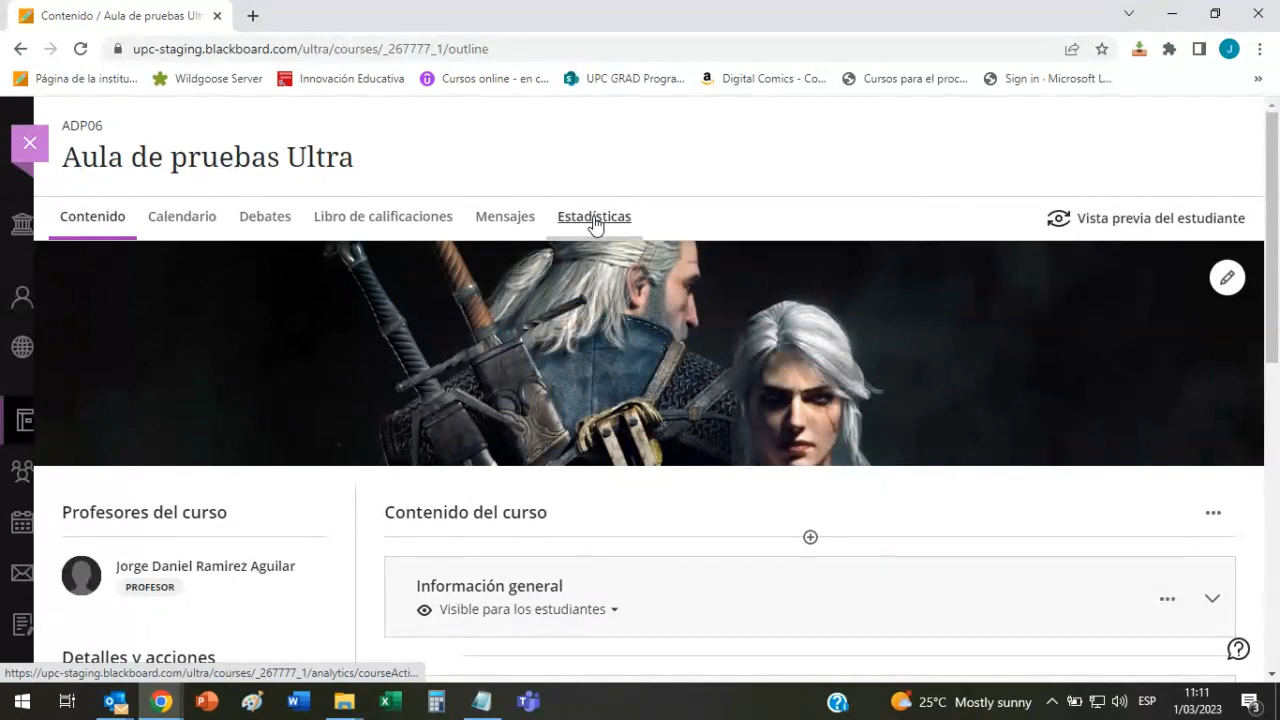 Contenido / Aula de pruebas Ult
upc-staging.blackboard.com/ultra/courses/_267777_1/outline
J
Página de la institu...
Wildgoose Server
Innovación Educativa
Cursos online - en c...
UPC GRAD Progra...
Digital Comics - Co...
Cursos para el proc...
Sign in · Microsoft L...
»
ADP06
Aula de pruebas Ultra
Contenido
Calendario
Debates
Libro de calificaciones
Mensajes
Estadísticas
Vista previa del estudiante
Profesores del curso
Contenido del curso
Jorge Daniel Ramirez Aguilar
PROFESOR
Información general
Visible para los estudiantes
Detalles y acciones
https://upc-staging.blackboard.com/ultra/courses/_267777_1/analytics/courseActi...
25°C Mostly sunny
ESP
11:11
1/03/2023
3